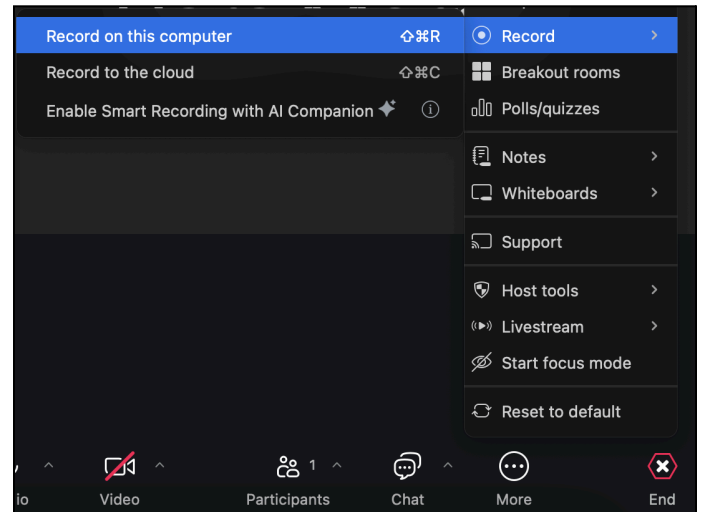 Record on this computer ⇧⌘R
Record to the cloud ⇧⌘C
Enable Smart Recording with AI Companion
Record
Breakout rooms
Polls/quizzes
Notes
Whiteboards
Support
Host tools
Livestream
Start focus mode
Reset to default
1
io
Video
Participants
Chat
More
End